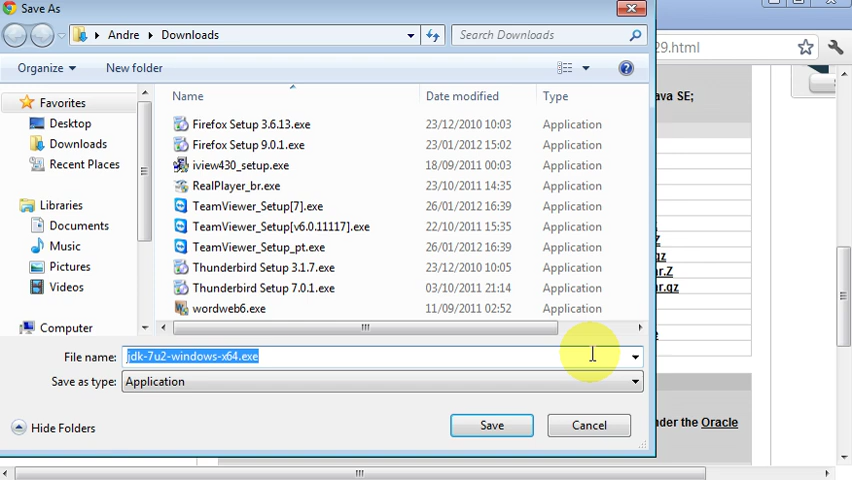 Save As
29.html
Andre
Downloads
Search Downloads
Organize
New folder
Favorites
Desktop
Downloads
Recent Places
Libraries
Documents
Music
Pictures
Videos
Computer
Name
Date modified
Type
Firefox Setup 3.6.13.exe 23/12/2010 10:03 Application
Firefox Setup 9.0.1.exe 23/01/2012 15:02 Application
iview430_setup.exe 18/09/2011 00:03 Application
RealPlayer_br.exe 23/10/2011 14:35 Application
TeamViewer_Setup[7].exe 26/01/2012 16:39 Application
TeamViewer_Setup[v6.0.11117].exe 22/10/2011 15:35 Application
TeamViewer_Setup_pt.exe 26/01/2012 16:39 Application
Thunderbird Setup 3.1.7.exe 23/12/2010 10:05 Application
Thunderbird Setup 7.0.1.exe 03/10/2011 21:14 Application
wordweb6.exe 11/09/2011 02:52 Application
File name: jdk-7u2-windows-x64.exe
Save as type: Application
Hide Folders
Save
Cancel
ava SE;
Z
gz
ar.Z
ar.gz
nder the Oracle